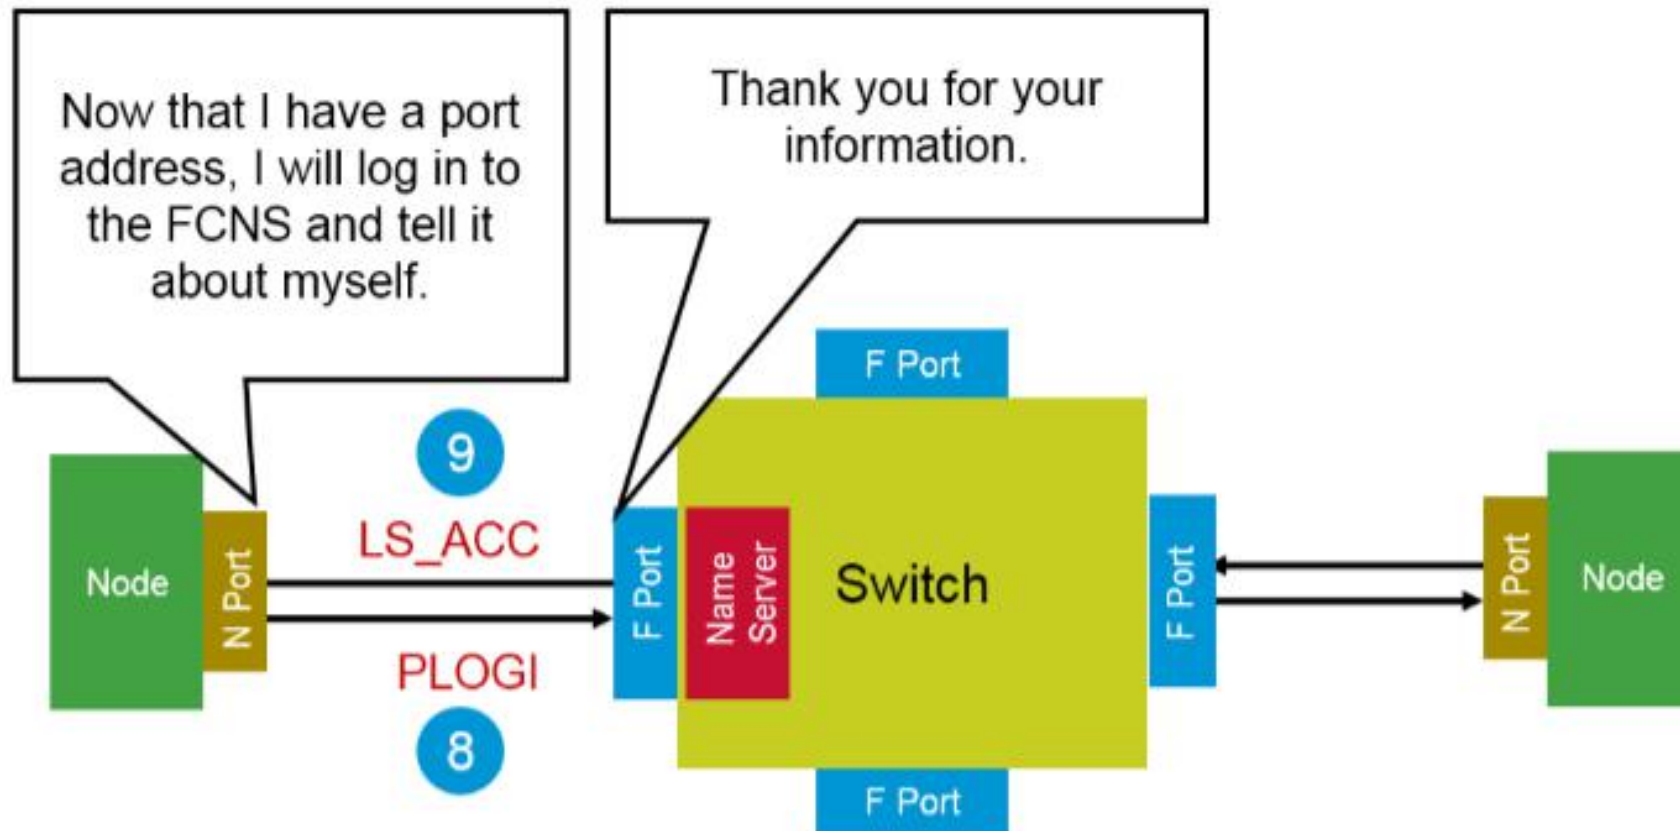 Now that I have a port
address, I will log in to
the FCNS and tell it
about myself.
Thank you for your
information.
F Port
9
LS_ACC
Node
N Port
F Port
Name
Server
Switch
F Port
N Port
Node
PLOGI
8
F Port